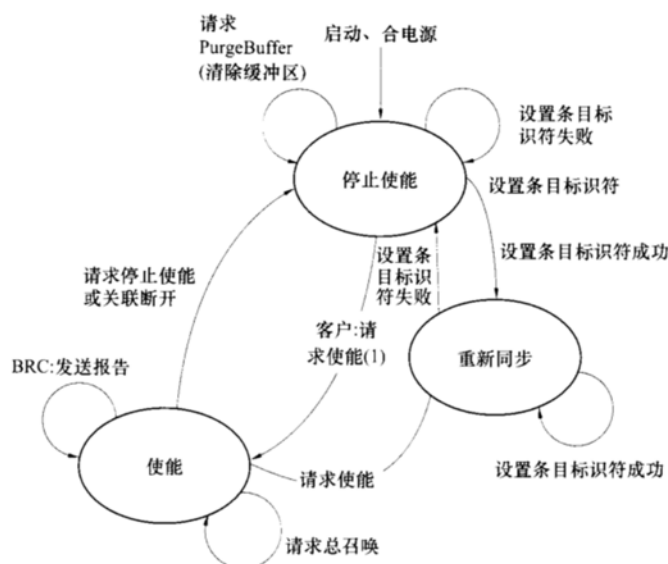 请求
PurgeBuffer
(清除缓冲区)
启动、合电源
设置条目标
识符失败
停止使能
设置条目标识符
设置条
目标识
符失败
设置条目标识符成功
请求停止使能
或关联断开
客户:请
求使能(1)
重新同步
BRC:发送报告
使能
请求使能
设置条目标识符成功
请求总召唤